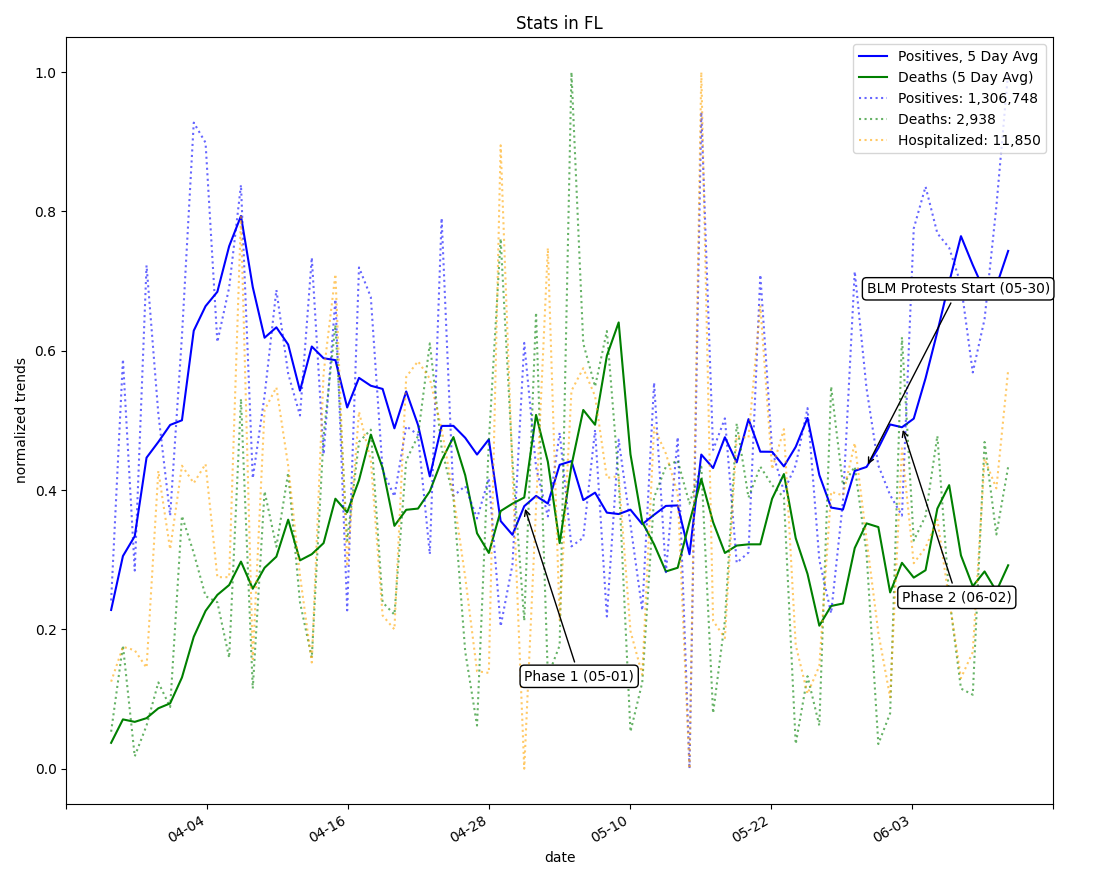 Stats in FL
Positives, 5 Day Avg
Deaths (5 Day Avg)
Positives: 1,306,748
Deaths: 2,938
Hospitalized: 11,850
normalized trends
1.0
0.8
0.6
0.4
0.2
0.0
BLM Protests Start (05-30)
Phase 2 (06-02)
Phase 1 (05-01)
04-04
04-16
04-28
05-10
05-22
06-03
date